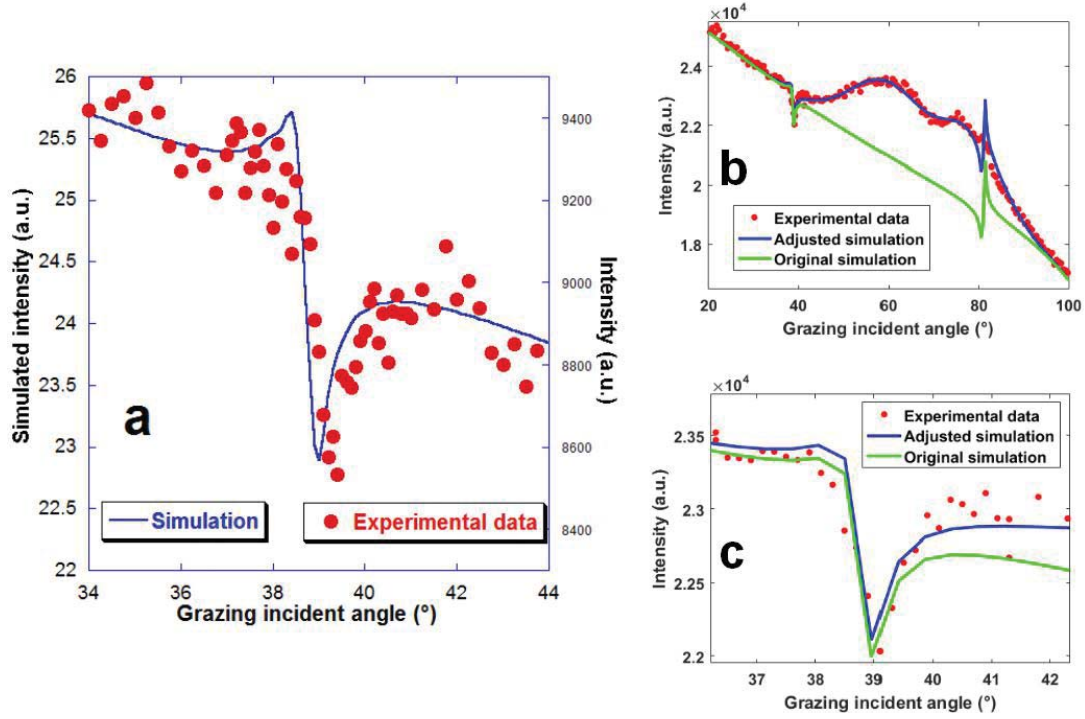 26
25.5
25
24.5
24
23.5
23
22.5
22
Simulated intensity (a.u.)
9400
9200
9000
8800
8600
8400
Intensity (a.u.)
a
Simulation
Experimental data
34 36 38 40 42 44
Grazing incident angle (°)
×10⁴
2.4
2.2
2
1.8
Intensity (a.u.)
b
Experimental data
Adjusted simulation
Original simulation
20 40 60 80 100
Grazing incident angle (°)
×10⁴
2.35
2.3
2.25
2.2
Intensity (a.u.)
c
Experimental data
Adjusted simulation
Original simulation
37 38 39 40 41 42
Grazing incident angle (°)